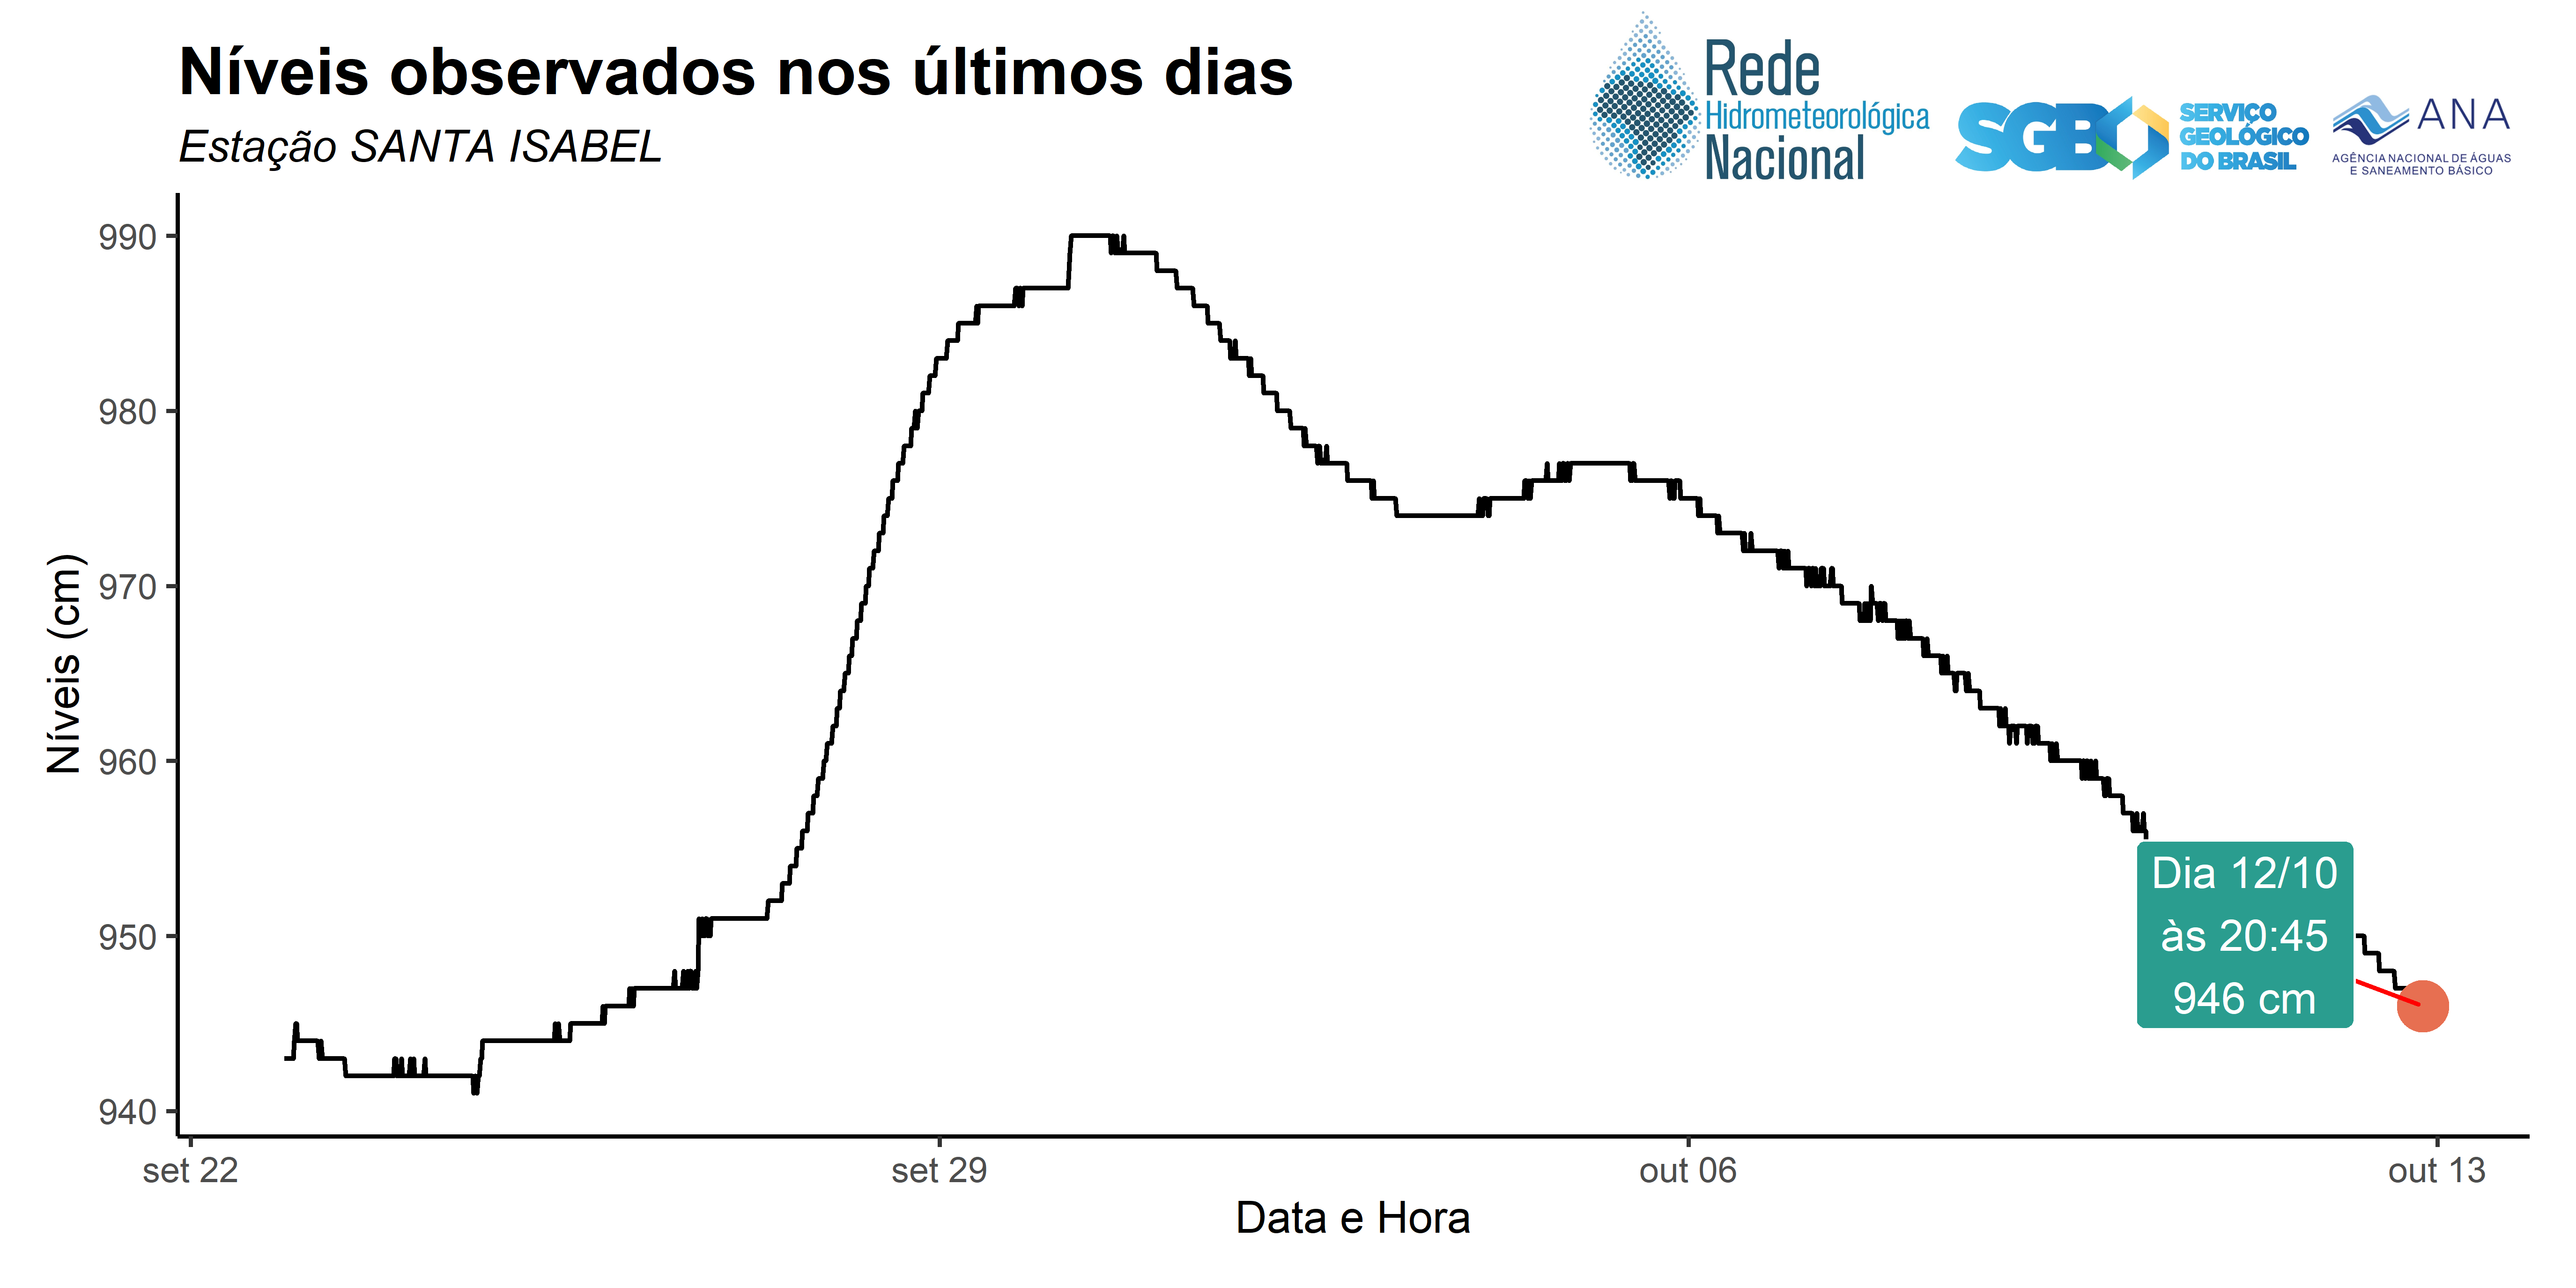 Níveis observados nos últimos dias
Estação SANTA ISABEL
Rede
Hidrometeorológica
Nacional
SGB
SERVIÇO
GEOLÓGICO
DO BRASIL
ANA
AGÊNCIA NACIONAL DE ÁGUAS
E SANEAMENTO BÁSICO
Níveis (cm)
990
980
970
960
950
940
Dia 12/10
às 20:45
946 cm
set 22
set 29
out 06
out 13
Data e Hora